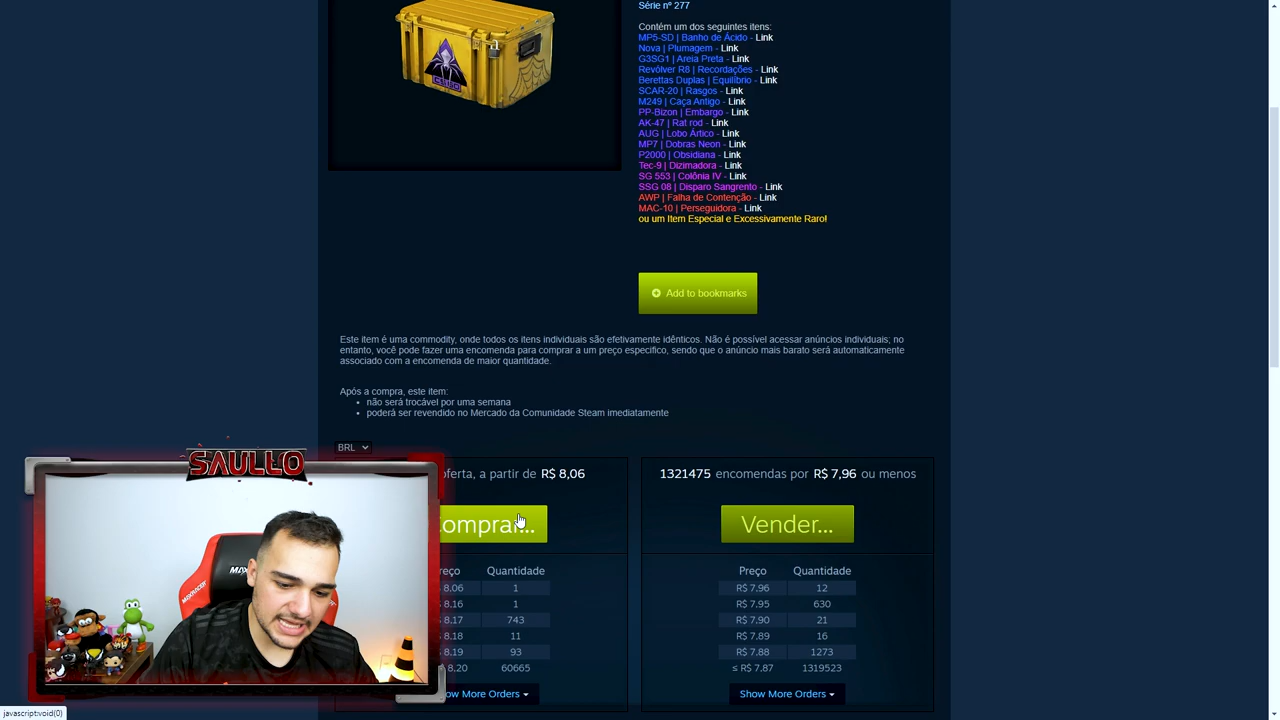 Série nº 277
Contém um dos seguintes itens:
MP5-SD | Banho de Ácido - Link
Nova | Plumagem - Link
G3SG1 | Areia Preta - Link
Revólver R8 | Recordações - Link
Berettas Duplas | Equilíbrio - Link
SCAR-20 | Rasgos - Link
M249 | Caça Antigo - Link
PP-Bizon | Embargo - Link
AK-47 | Rat rod - Link
AUG | Lobo Ártico - Link
MP7 | Dobras Neon - Link
P2000 | Obsidiana - Link
Tec-9 | Dizimadora - Link
SG 553 | Colônia IV - Link
SSG 08 | Disparo Sangrento - Link
AWP | Falha de Contenção - Link
MAC-10 | Perseguidora - Link
ou um Item Especial e Excessivamente Raro!
CS:GO
Add to bookmarks
Este item é uma commodity, onde todos os itens individuais são efetivamente idênticos. Não é possível acessar anúncios individuais; no
entanto, você pode fazer uma encomenda para comprar a um preço específico, sendo que o anúncio mais barato será automaticamente
associado com a encomenda de maior quantidade.
Após a compra, este item:
• não será trocável por uma semana
• poderá ser revendido no Mercado da Comunidade Steam imediatamente
BRL
oferta, a partir de R$ 8,06
omprar...
reço Quantidade
8,06 1
8,16 1
8,17 743
8,18 11
8,19 93
8,20 60665
ow More Orders
1321475 encomendas por R$ 7,96 ou menos
Vender...
Preço Quantidade
R$ 7,96 12
R$ 7,95 630
R$ 7,90 21
R$ 7,89 16
R$ 7,88 1273
≤ R$ 7,87 1319523
Show More Orders
SAULLO
javascript:void(0)